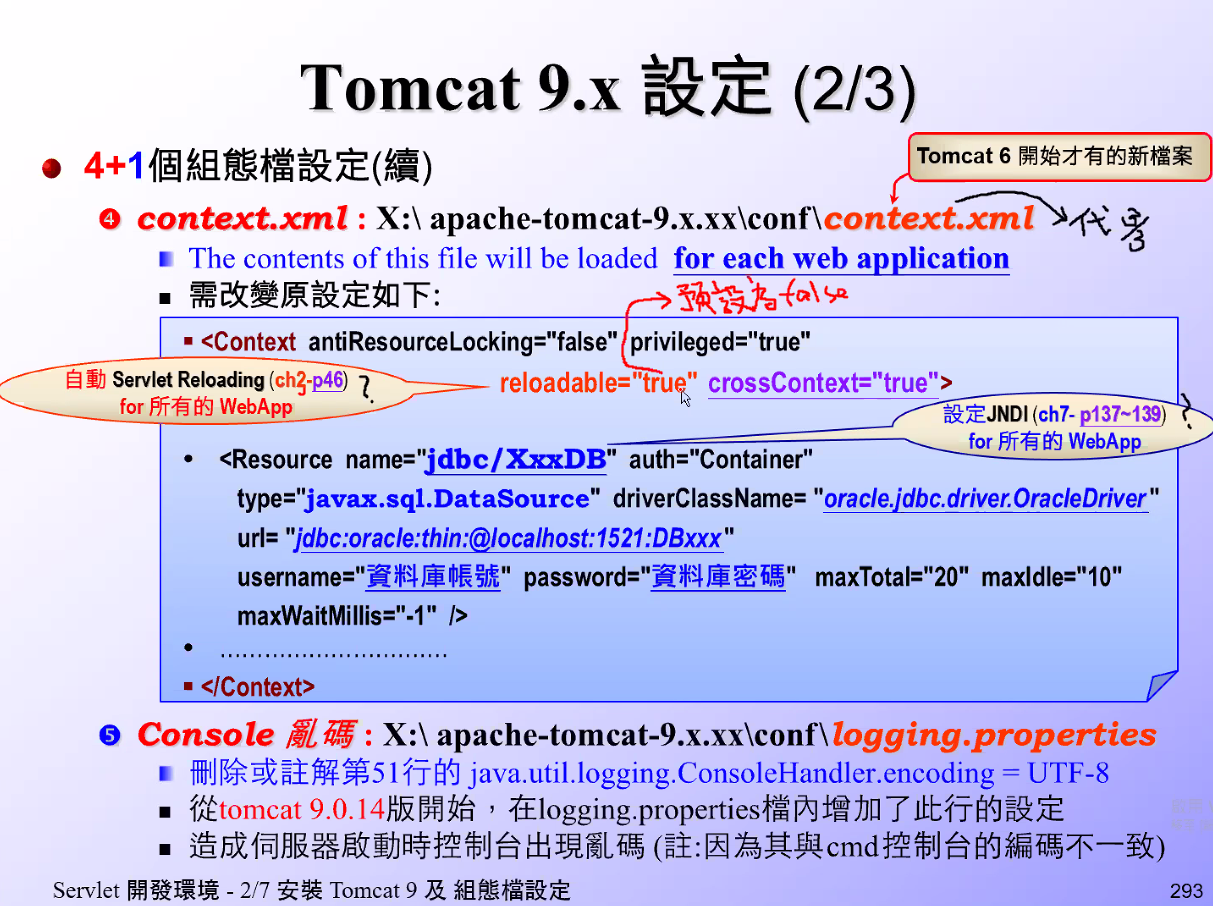 Tomcat 9.x 設定 (2/3)
Tomcat 6 開始才有的新檔案
4+1個組態檔設定(續)
❹ context.xml : X:\ apache-tomcat-9.x.xx\conf\context.xml
The contents of this file will be loaded for each web application
需改變原設定如下:
預設為false
<Context antiResourceLocking="false" privileged="true"
reloadable="true" crossContext="true">
自動 Servlet Reloading (ch2-p46) ?
for 所有的 WebApp
設定JNDI (ch7- p137~139) ?
for 所有的 WebApp
• <Resource name="jdbc/XxxDB" auth="Container"
type="javax.sql.DataSource" driverClassName= "oracle.jdbc.driver.OracleDriver"
url= "jdbc:oracle:thin:@localhost:1521:DBxxx"
username="資料庫帳號" password="資料庫密碼" maxTotal="20" maxIdle="10"
maxWaitMillis="-1" />
• ...............................
</Context>
❺ Console 亂碼 : X:\ apache-tomcat-9.x.xx\conf\logging.properties
刪除或註解第51行的 java.util.logging.ConsoleHandler.encoding = UTF-8
從tomcat 9.0.14版開始，在logging.properties檔內增加了此行的設定
造成伺服器啟動時控制台出現亂碼 (註:因為其與cmd控制台的編碼不一致)
Servlet 開發環境 - 2/7 安裝 Tomcat 9 及 組態檔設定
293